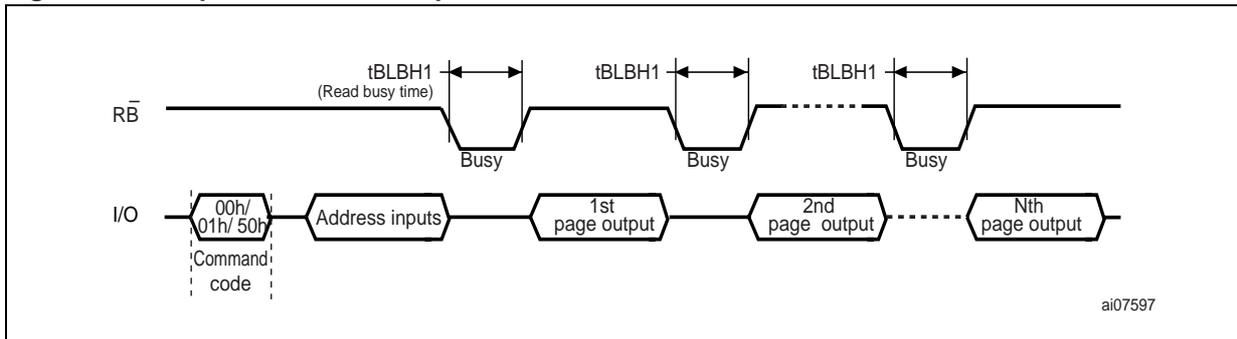 tBLBH1
(Read busy time)
tBLBH1
tBLBH1
RB̅
Busy
Busy
Busy
I/O
00h/
01h/ 50h
Address inputs
1st
page output
2nd
page output
Nth
page output
Command
code
ai07597